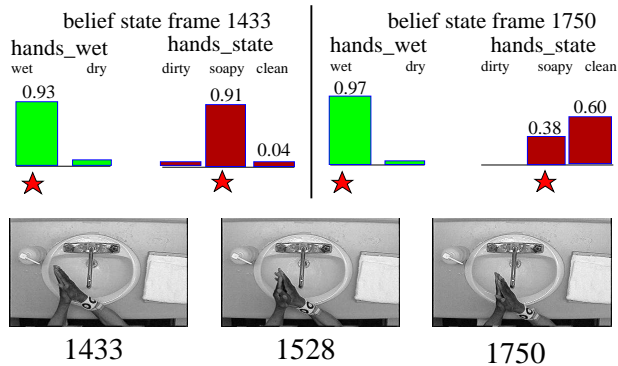 belief state frame 1433
hands_wet
hands_state
wet dry
dirty soapy clean
0.93
0.91
0.04
belief state frame 1750
hands_wet
hands_state
wet dry
dirty soapy clean
0.97
0.38
0.60
1433
1528
1750